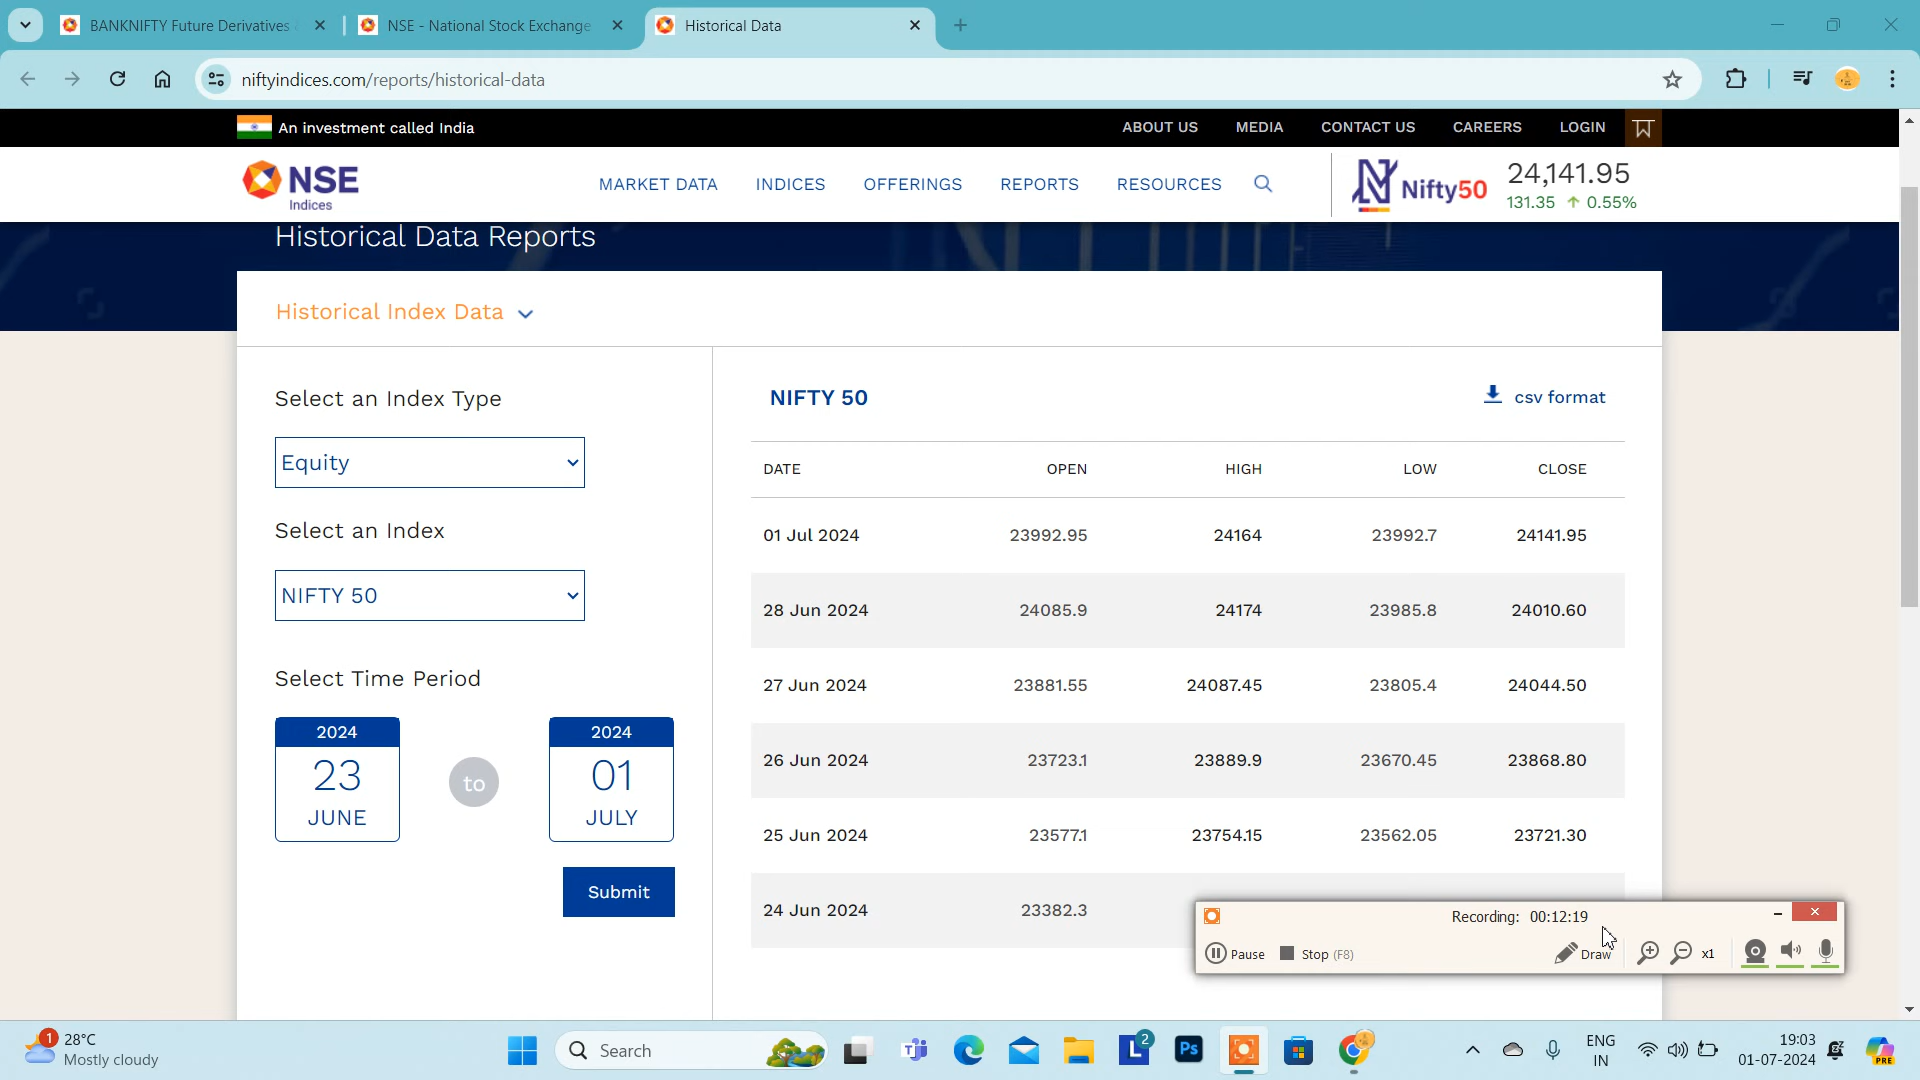 BANKNIFTY Future Derivatives
NSE - National Stock Exchange
Historical Data
niftyindices.com/reports/historical-data
An investment called India
ABOUT US MEDIA CONTACT US CAREERS LOGIN
NSE
Indices
MARKET DATA INDICES OFFERINGS REPORTS RESOURCES
Nifty50
24,141.95
131.35 ↑ 0.55%
Historical Data Reports
Historical Index Data
Select an Index Type
Equity
Select an Index
NIFTY 50
Select Time Period
2024
23
JUNE
to
2024
01
JULY
Submit
NIFTY 50
csv format
DATE OPEN HIGH LOW CLOSE
01 Jul 2024 23992.95 24164 23992.7 24141.95
28 Jun 2024 24085.9 24174 23985.8 24010.60
27 Jun 2024 23881.55 24087.45 23805.4 24044.50
26 Jun 2024 23723.1 23889.9 23670.45 23868.80
25 Jun 2024 23577.1 23754.15 23562.05 23721.30
24 Jun 2024 23382.3
Recording: 00:12:19
Pause Stop (F8) Draw x1
1
28°C
Mostly cloudy
Search
L
2
Ps
ENG
IN
19:03
01-07-2024
PRE